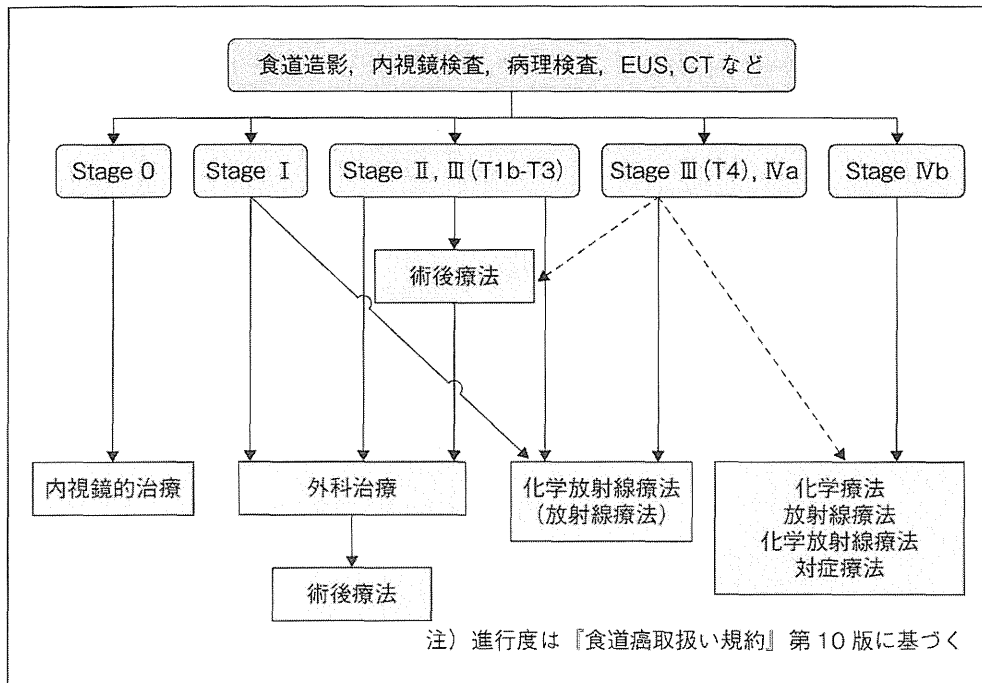 食道造影, 内視鏡検査, 病理検査, EUS, CT など
Stage 0
Stage Ⅰ
Stage Ⅱ, Ⅲ (T1b-T3)
Stage Ⅲ (T4), Ⅳa
Stage Ⅳb
術後療法
内視鏡的治療
外科治療
化学放射線療法
(放射線療法)
化学療法
放射線療法
化学放射線療法
対症療法
術後療法
注) 進行度は『食道癌取扱い規約』第 10 版に基づく